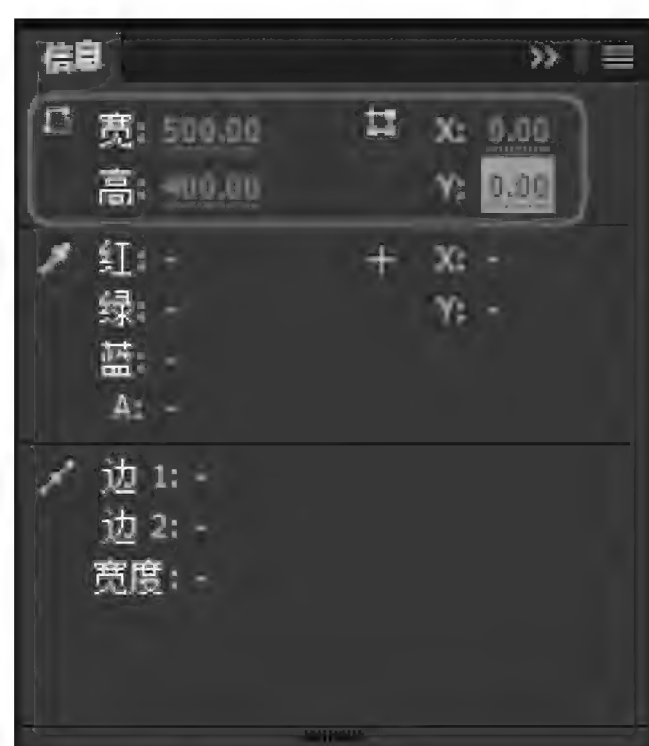 信息
宽: 500.00 X: 0.00
高: 400.00 Y: 0.00
红: - X: -
绿: - Y: -
蓝: -
A: -
边 1: -
边 2: -
宽度: -